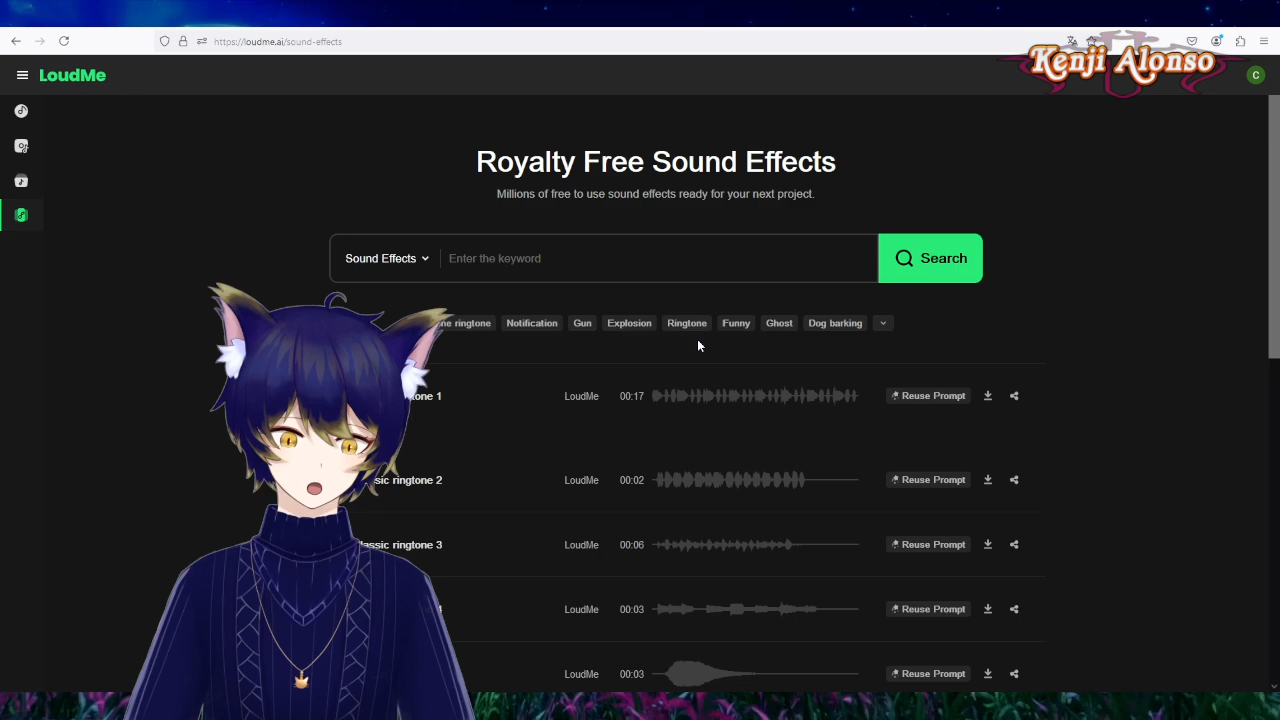 https://loudme.ai/sound-effects
Kenji Alonso
LoudMe
C
Royalty Free Sound Effects
Millions of free to use sound effects ready for your next project.
Sound Effects Enter the keyword Search
ringtone Notification Gun Explosion Ringtone Funny Ghost Dog barking
1 LoudMe 00:17 Reuse Prompt
ringtone 2 LoudMe 00:02 Reuse Prompt
ringtone 3 LoudMe 00:06 Reuse Prompt
LoudMe 00:03 Reuse Prompt
LoudMe 00:03 Reuse Prompt